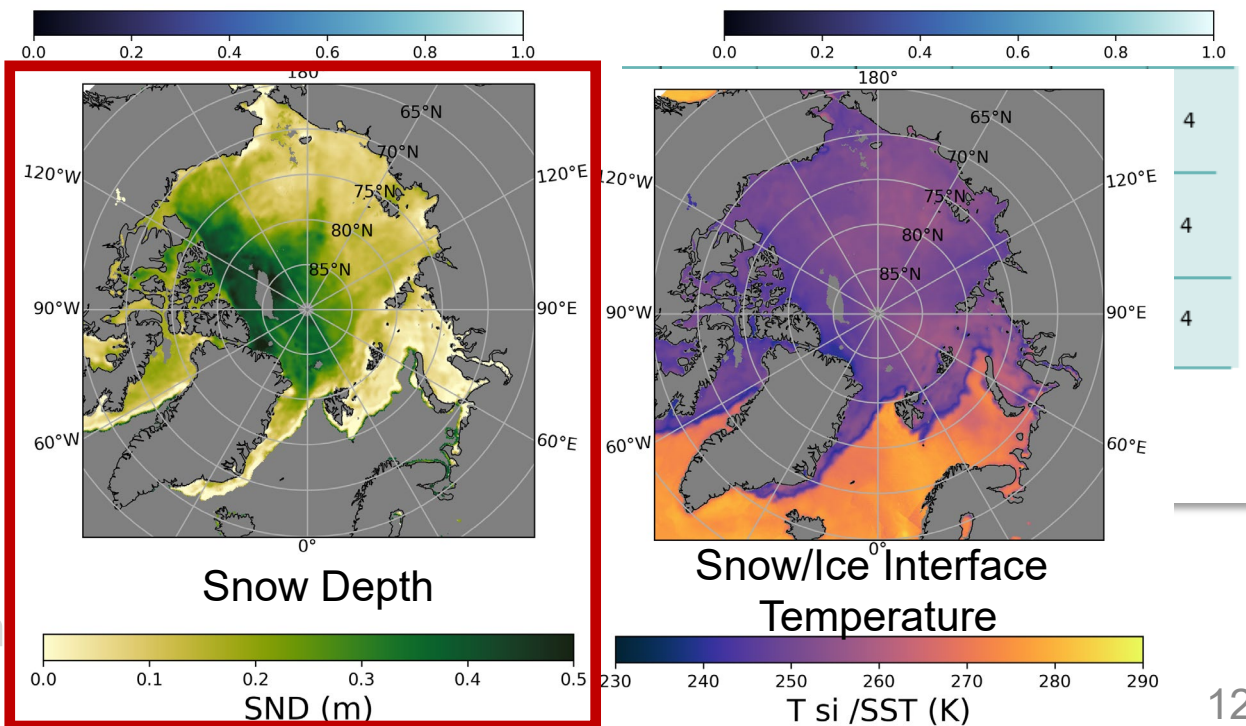 0.0 0.2 0.4 0.6 0.8 1.0
0.0 0.2 0.4 0.6 0.8 1.0
180°
65°N
70°N
75°N
80°N
85°N
120°W
120°E
90°W
90°E
60°W
60°E
0°
Snow Depth
0.0 0.1 0.2 0.3 0.4 0.5
SND (m)
180°
65°N
70°N
75°N
80°N
85°N
120°W
120°E
90°W
90°E
60°W
60°E
0°
Snow/Ice Interface
Temperature
230 240 250 260 270 280 290
T si /SST (K)
4
4
4
12